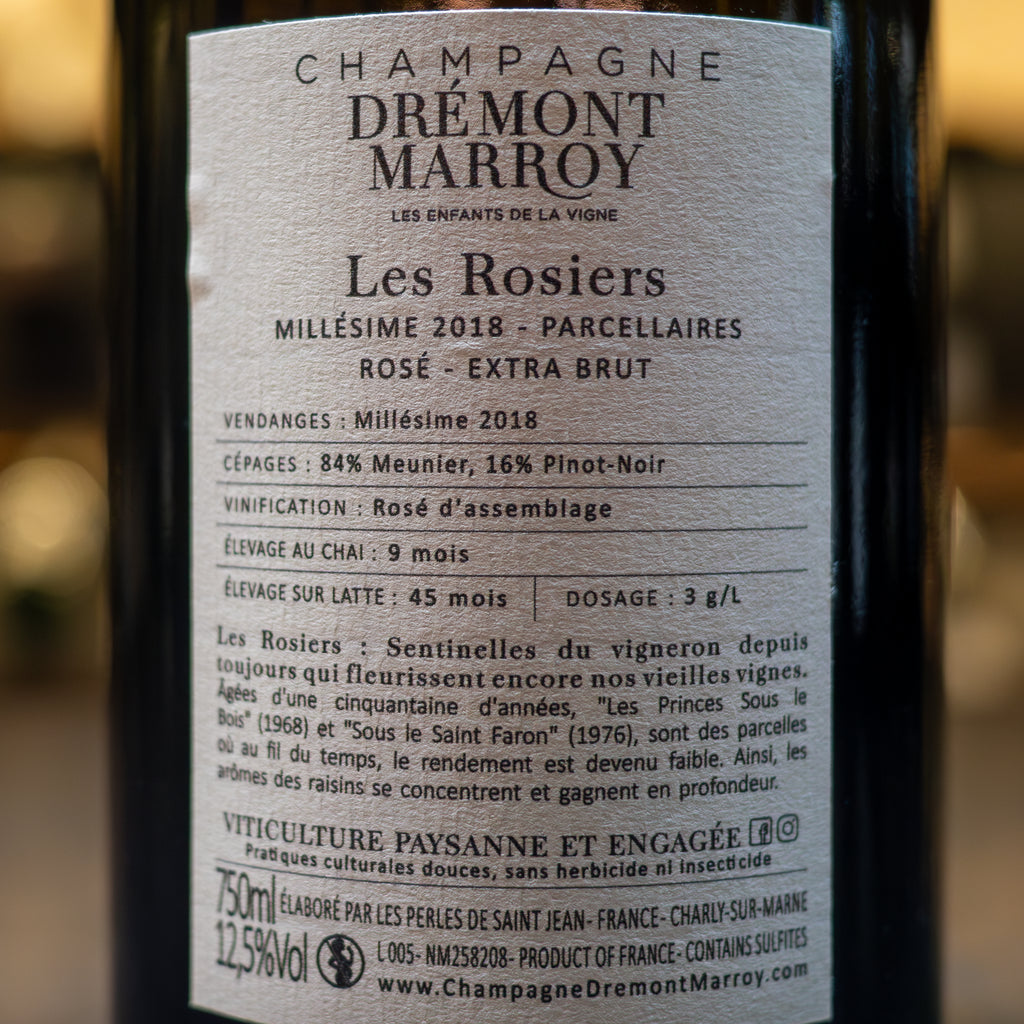 CHAMPAGNE
DRÉMONT
MARROY
LES ENFANTS DE LA VIGNE
Les Rosiers
MILLÉSIME 2018 - PARCELLAIRES
ROSÉ - EXTRA BRUT
VENDANGES : Millésime 2018
CÉPAGES : 84% Meunier, 16% Pinot-Noir
VINIFICATION : Rosé d'assemblage
ÉLEVAGE AU CHAI : 9 mois
ÉLEVAGE SUR LATTE : 45 mois DOSAGE : 3 g/L
Les Rosiers : Sentinelles du vigneron depuis
toujours qui fleurissent encore nos vieilles vignes.
Âgées d'une cinquantaine d'années, "Les Princes Sous le
Bois" (1968) et "Sous le Saint Faron" (1976), sont des parcelles
où au fil du temps, le rendement est devenu faible. Ainsi, les
arômes des raisins se concentrent et gagnent en profondeur.
VITICULTURE PAYSANNE ET ENGAGÉE
Pratiques culturales douces, sans herbicide ni insecticide
750ml ÉLABORÉ PAR LES PERLES DE SAINT JEAN- FRANCE- CHARLY-SUR-MARNE
12,5%Vol L005- NM258208- PRODUCT OF FRANCE- CONTAINS SULFITES
www.ChampagneDremontMarroy.com